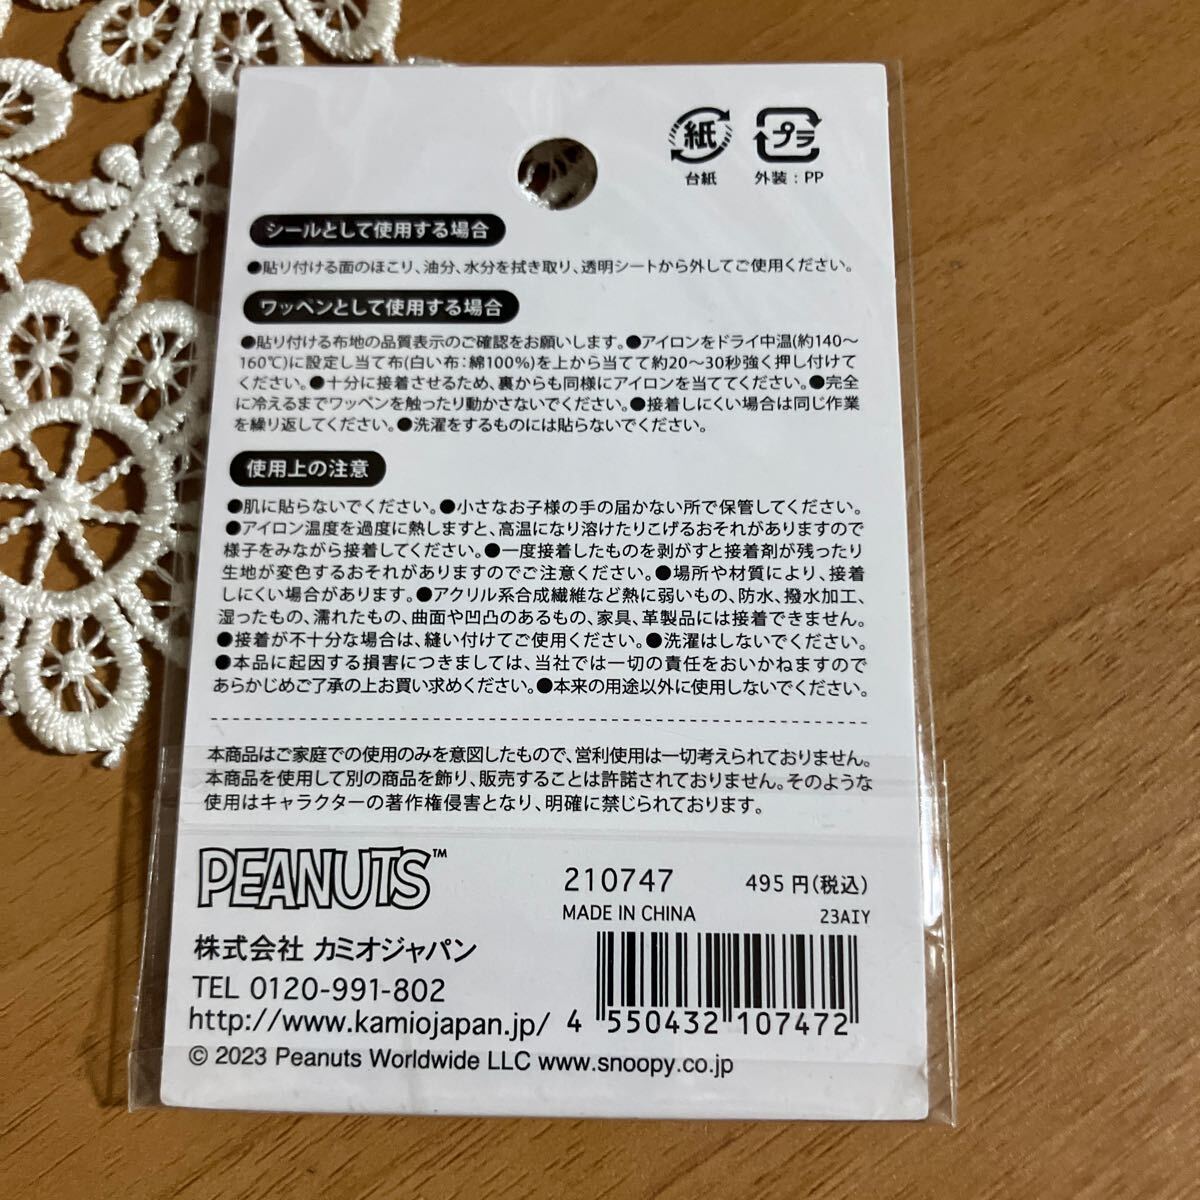 紙
プラ
台紙
外装：PP
シールとして使用する場合
●貼り付ける面のほこり、油分、水分を拭き取り、透明シートから外してご使用ください。
ワッペンとして使用する場合
●貼り付ける布地の品質表示のご確認をお願いします。●アイロンをドライ中温(約140〜
160℃)に設定し当て布(白い布：綿100%)を上から当てて約20〜30秒強く押し付けて
ください。●十分に接着させるため、裏からも同様にアイロンを当ててください。●完全
に冷えるまでワッペンを触ったり動かさないでください。●接着しにくい場合は同じ作業
を繰り返してください。●洗濯をするものには貼らないでください。
使用上の注意
●肌に貼らないでください。●小さなお子様の手の届かない所で保管してください。
●アイロン温度を過度に熱しますと、高温になり溶けたりこげるおそれがありますので
様子をみながら接着してください。●一度接着したものを剥がすと接着剤が残ったり
生地が変色するおそれがありますのでご注意ください。●場所や材質により、接着
しにくい場合があります。●アクリル系合成繊維など熱に弱いもの、防水、撥水加工、
湿ったもの、濡れたもの、曲面や凹凸のあるもの、家具、革製品には接着できません。
●接着が不十分な場合は、縫い付けてご使用ください。●洗濯はしないでください。
●本品に起因する損害につきましては、当社では一切の責任をおいかねますので
あらかじめご了承の上お買い求めください。●本来の用途以外に使用しないでください。
本商品はご家庭での使用のみを意図したもので、営利使用は一切考えられておりません。
本商品を使用して別の商品を飾り、販売することは許諾されておりません。そのような
使用はキャラクターの著作権侵害となり、明確に禁じられております。
PEANUTS™
210747
495円(税込)
MADE IN CHINA
23AIY
株式会社 カミオジャパン
TEL 0120-991-802
http://www.kamiojapan.jp/
4 550432 107472
© 2023 Peanuts Worldwide LLC www.snoopy.co.jp